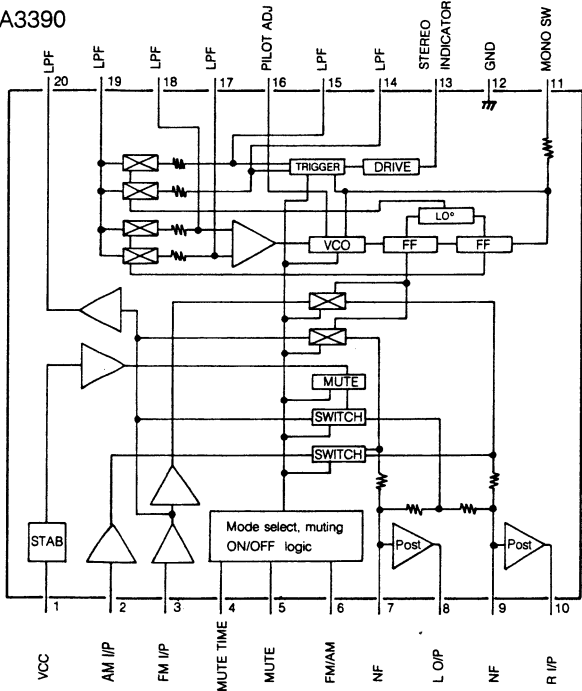 A3390
LPF
LPF
LPF
LPF
PILOT ADJ
LPF
LPF
STEREO
INDICATOR
GND
MONO SW
20
19
18
17
16
15
14
13
12
11
TRIGGER
DRIVE
LO°
VCO
FF
FF
MUTE
SWITCH
SWITCH
STAB
Mode select, muting
ON/OFF logic
Post
Post
1
2
3
4
5
6
7
8
9
10
VCC
AM I/P
FM I/P
MUTE TIME
MUTE
FM/AM
NF
L O/P
NF
R I/P